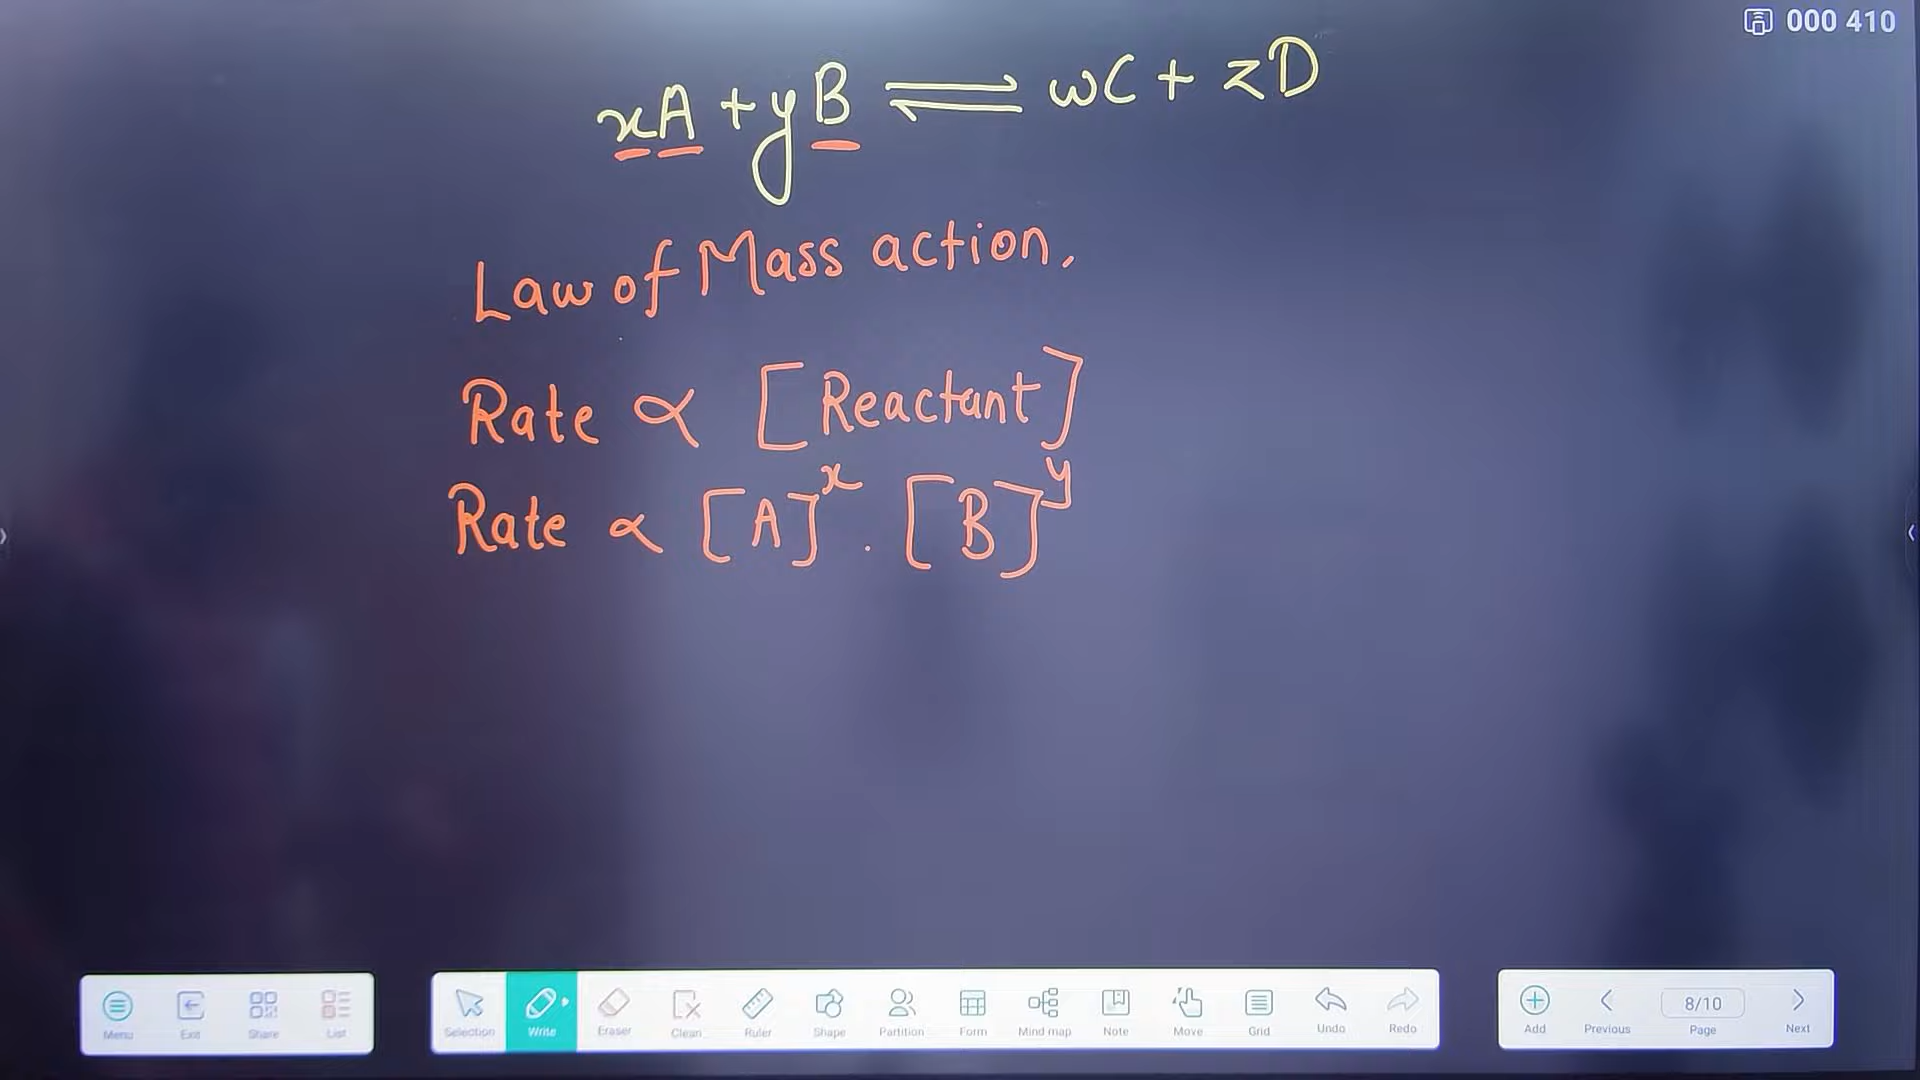 000 410
xA + yB ⇌ wC + zD
Law of Mass action,
Rate ∝ [Reactant]
Rate ∝ [A]^x . [B]^y
Menu Exit Share List Selection Write Eraser Clean Ruler Shape Partition Form Mind map Note Move Grid Undo Redo Add Previous 8/10 Page Next